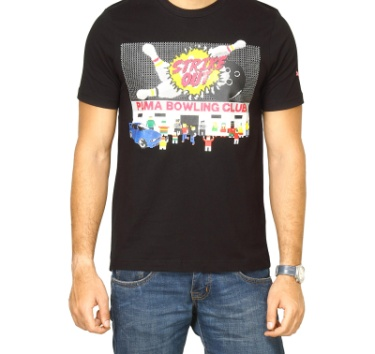 STRIKE
OUT!
PUMA BOWLING CLUB